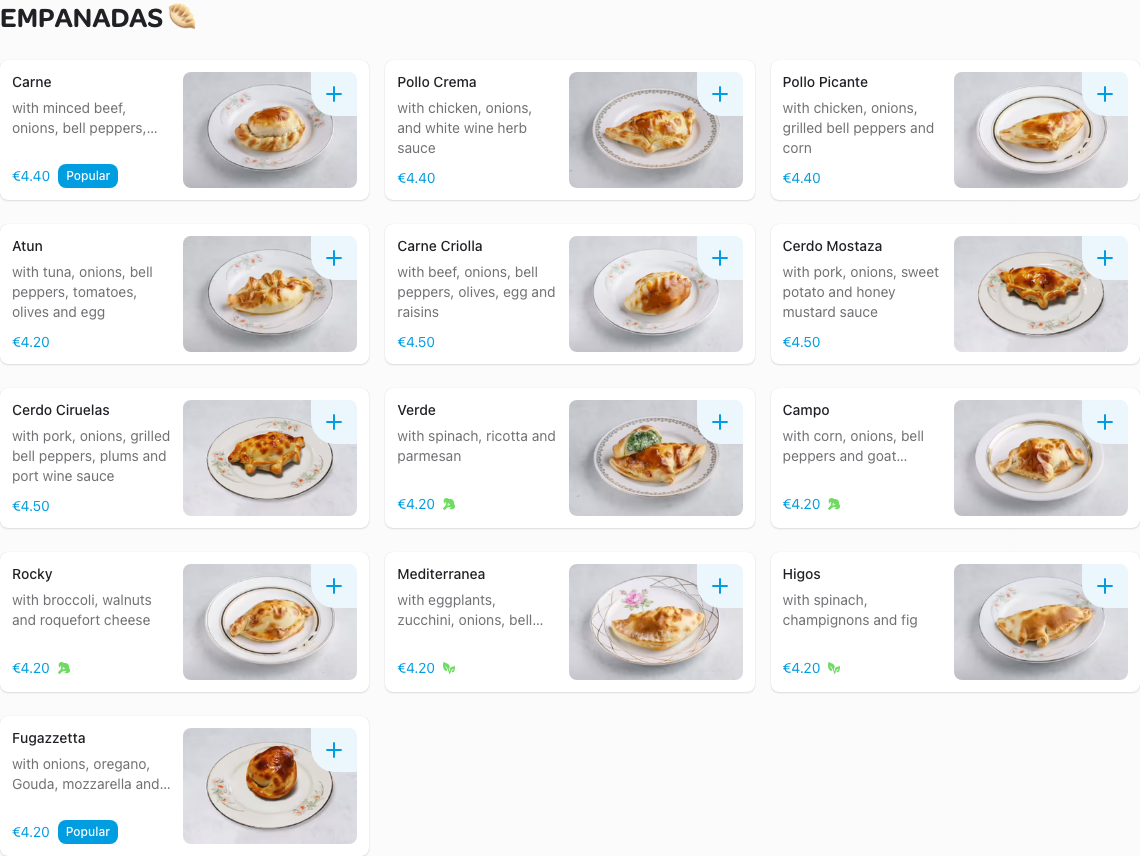 EMPANADAS
Carne
with minced beef,
onions, bell peppers,...
€4.40 Popular
Pollo Crema
with chicken, onions,
and white wine herb
sauce
€4.40
Pollo Picante
with chicken, onions,
grilled bell peppers and
corn
€4.40
Atun
with tuna, onions, bell
peppers, tomatoes,
olives and egg
€4.20
Carne Criolla
with beef, onions, bell
peppers, olives, egg and
raisins
€4.50
Cerdo Mostaza
with pork, onions, sweet
potato and honey
mustard sauce
€4.50
Cerdo Ciruelas
with pork, onions, grilled
bell peppers, plums and
port wine sauce
€4.50
Verde
with spinach, ricotta and
parmesan
€4.20
Campo
with corn, onions, bell
peppers and goat...
€4.20
Rocky
with broccoli, walnuts
and roquefort cheese
€4.20
Mediterranea
with eggplants,
zucchini, onions, bell...
€4.20
Higos
with spinach,
champignons and fig
€4.20
Fugazzetta
with onions, oregano,
Gouda, mozzarella and...
€4.20 Popular